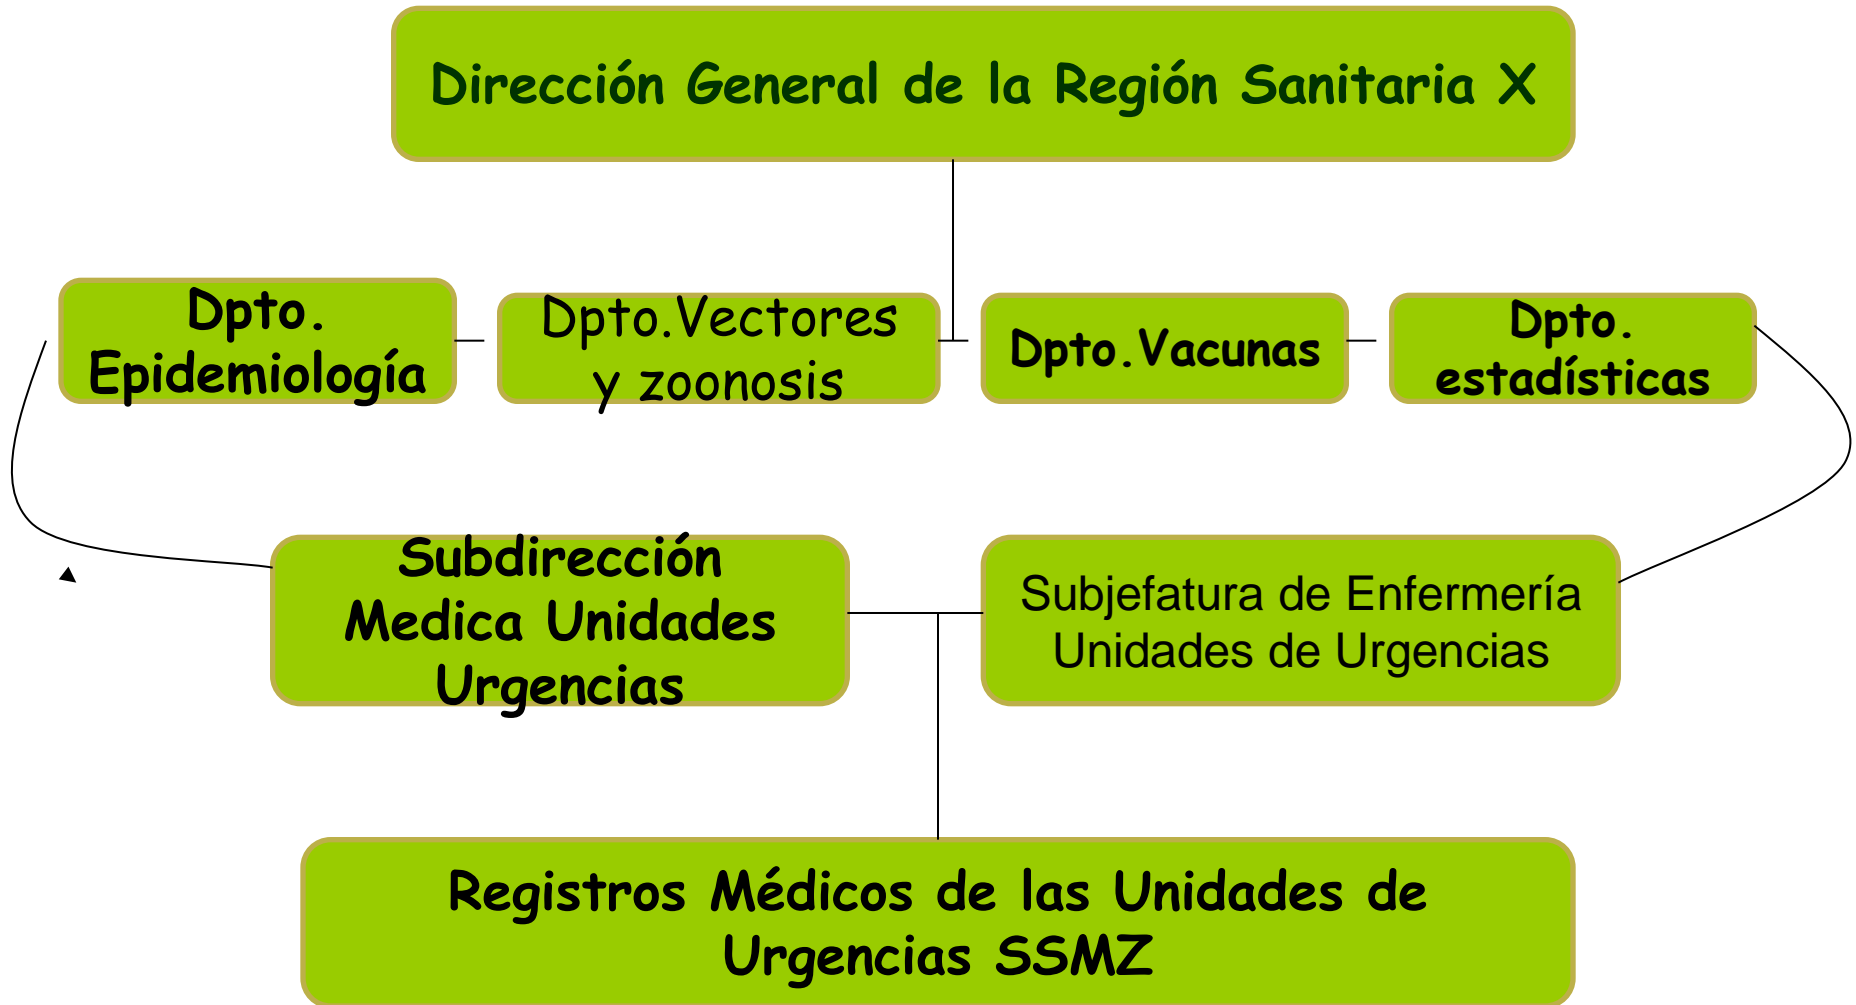 Dirección General de la Región Sanitaria X
Dpto.
Epidemiología
Dpto.Vectores
y zoonosis
Dpto.Vacunas
Dpto.
estadísticas
Subdirección
Medica Unidades
Urgencias
Subjefatura de Enfermería
Unidades de Urgencias
Registros Médicos de las Unidades de
Urgencias SSMZ